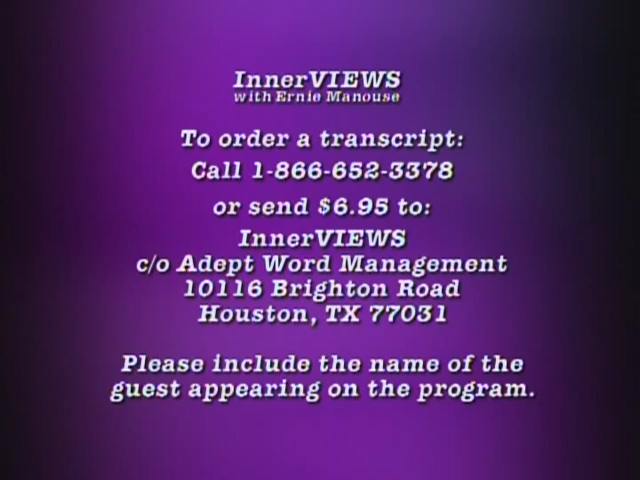 InnerVIEWS
with Ernie Manouse
To order a transcript:
Call 1-866-652-3378
or send $6.95 to:
InnerVIEWS
c/o Adept Word Management
10116 Brighton Road
Houston, TX 77031
Please include the name of the
guest appearing on the program.